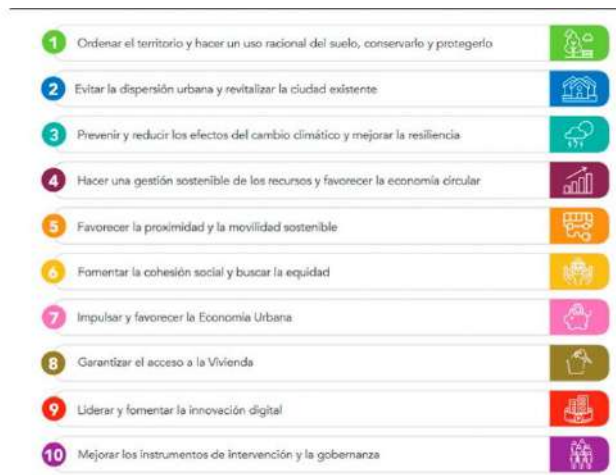 1 Ordenar el territorio y hacer un uso racional del suelo, conservarlo y protegerlo
2 Evitar la dispersión urbana y revitalizar la ciudad existente
3 Prevenir y reducir los efectos del cambio climático y mejorar la resiliencia
4 Hacer una gestión sostenible de los recursos y favorecer la economía circular
5 Favorecer la proximidad y la movilidad sostenible
6 Fomentar la cohesión social y buscar la equidad
7 Impulsar y favorecer la Economía Urbana
8 Garantizar el acceso a la Vivienda
9 Liderar y fomentar la innovación digital
10 Mejorar los instrumentos de intervención y la gobernanza